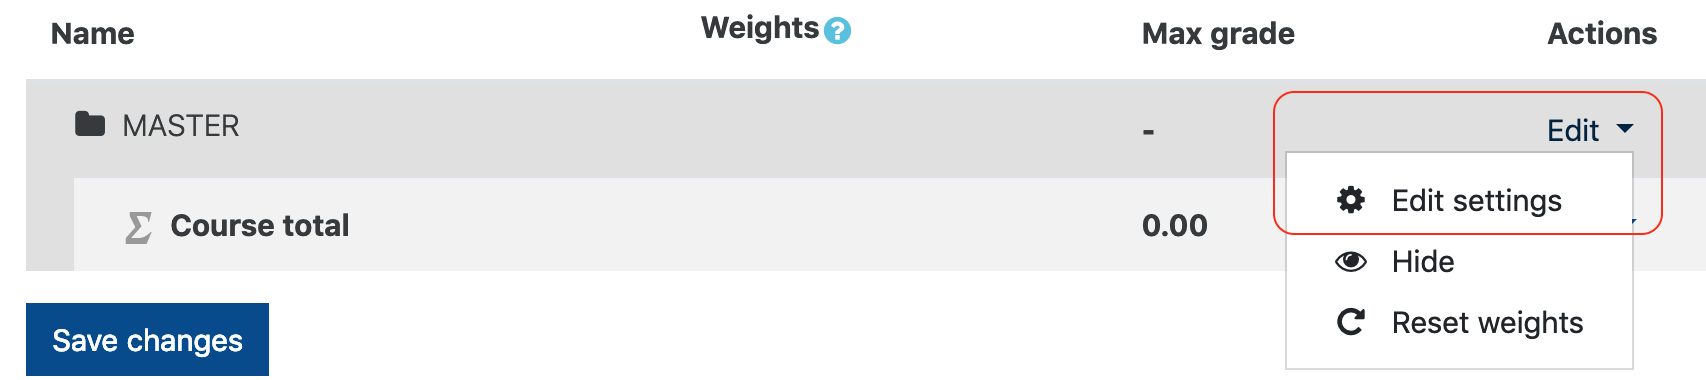 Name Weights ? Max grade Actions
MASTER - Edit
Edit settings
Course total 0.00
Hide
Reset weights
Save changes